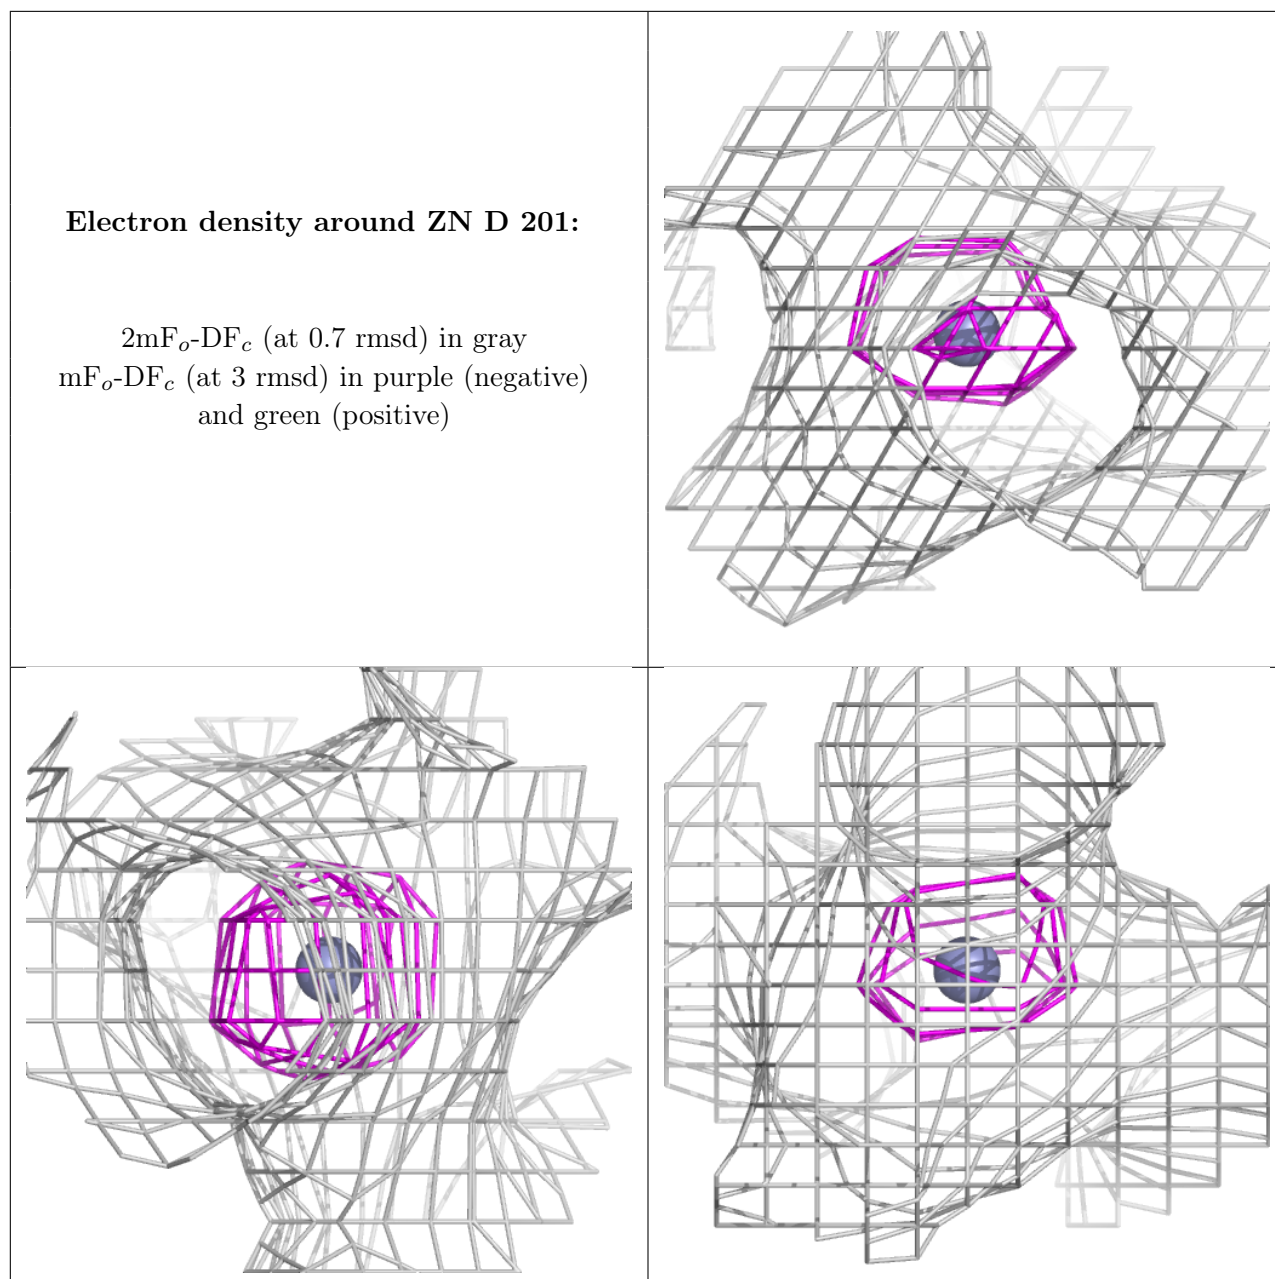 Electron density around ZN D 201:
2mFo-DFc (at 0.7 rmsd) in gray
mFo-DFc (at 3 rmsd) in purple (negative)
and green (positive)